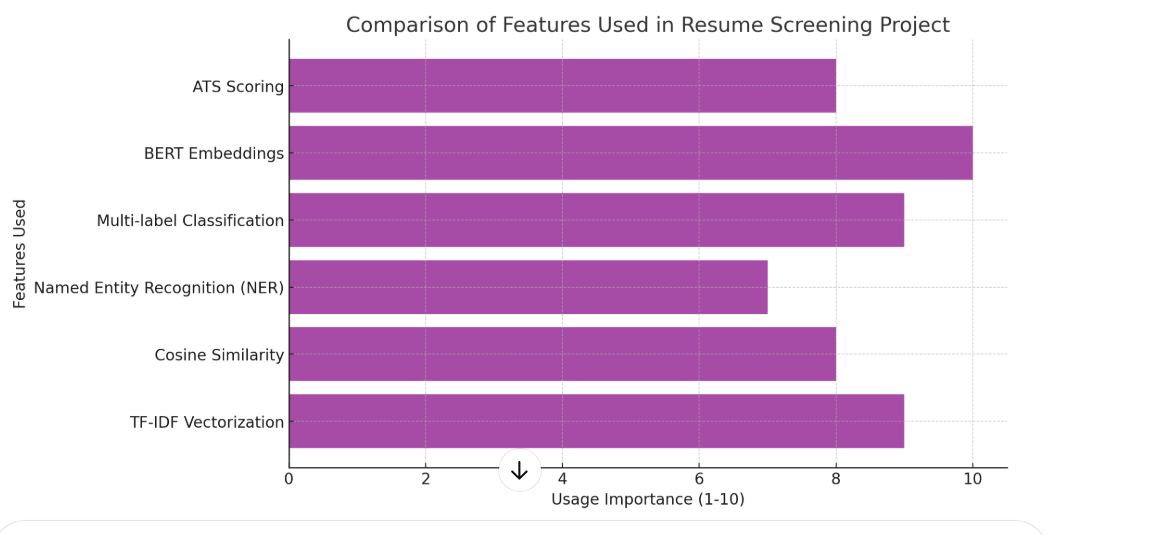 Comparison of Features Used in Resume Screening Project
ATS Scoring
BERT Embeddings
Multi-label Classification
Named Entity Recognition (NER)
Cosine Similarity
TF-IDF Vectorization
Features Used
0 2 4 6 8 10
Usage Importance (1-10)